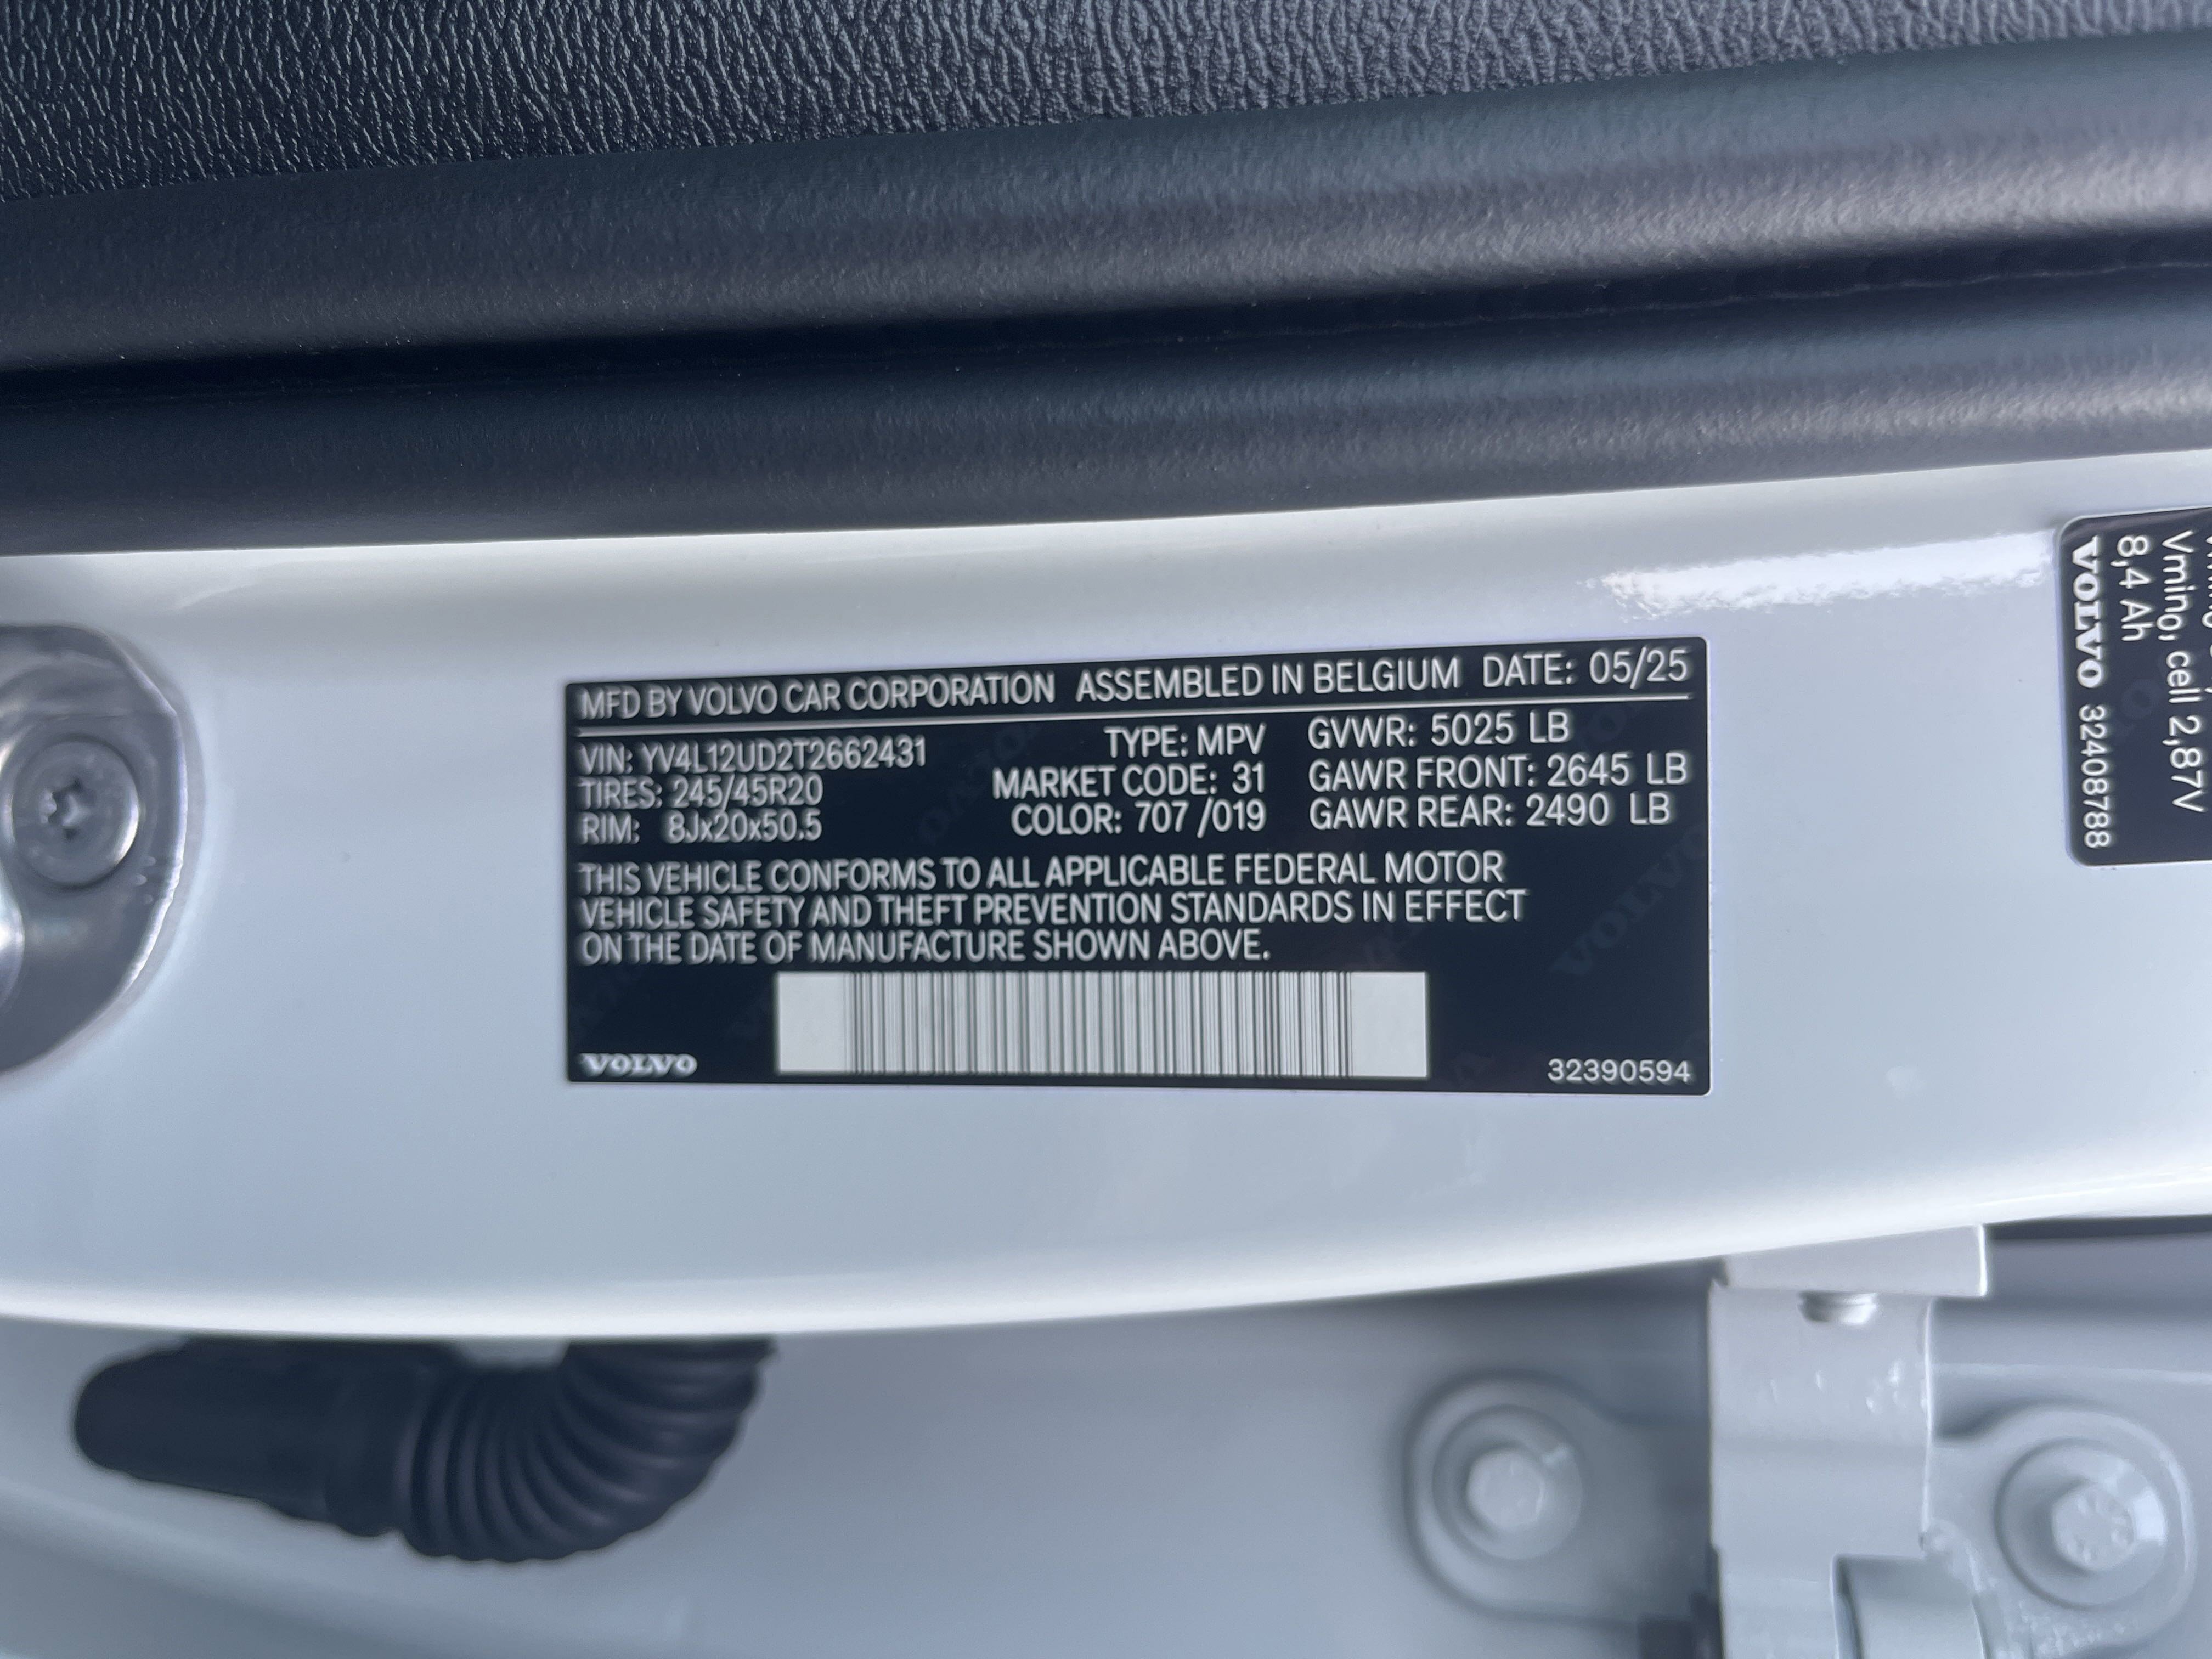 MFD BY VOLVO CAR CORPORATION ASSEMBLED IN BELGIUM DATE: 05/25
VIN: YV4L12UD2T2662431 TYPE: MPV GVWR: 5025 LB
TIRES: 245/45R20 MARKET CODE: 31 GAWR FRONT: 2645 LB
RIM: 8Jx20x50.5 COLOR: 707 /019 GAWR REAR: 2490 LB
THIS VEHICLE CONFORMS TO ALL APPLICABLE FEDERAL MOTOR
VEHICLE SAFETY AND THEFT PREVENTION STANDARDS IN EFFECT
ON THE DATE OF MANUFACTURE SHOWN ABOVE.
VOLVO 32390594
Vmino, cell 2,87V
8,4 Ah
VOLVO 32408788